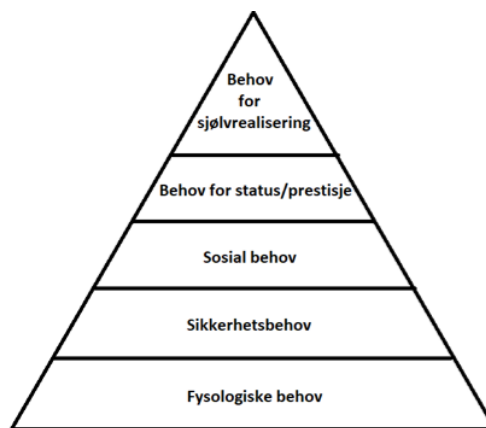 Behov
for
sjølvrealisering
Behov for status/prestisje
Sosial behov
Sikkerhetsbehov
Fysologiske behov